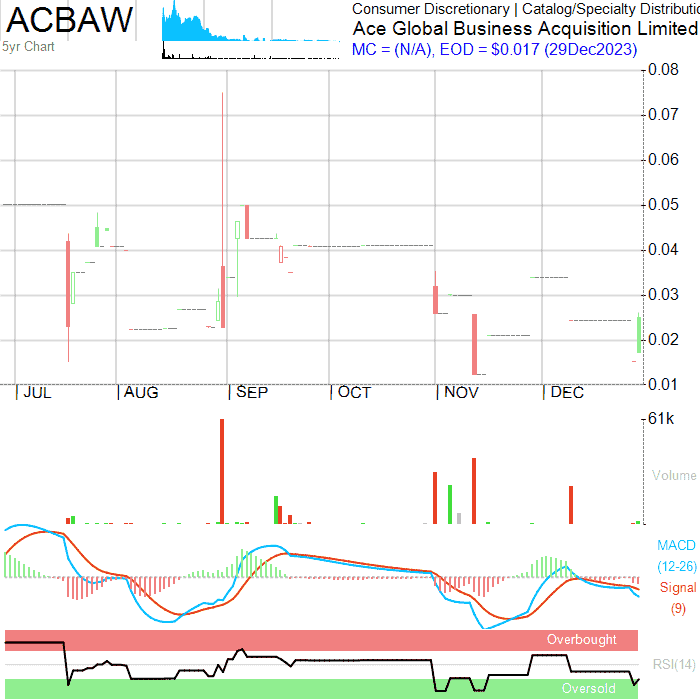 ACBAW
5yr Chart
Consumer Discretionary | Catalog/Specialty Distributio
Ace Global Business Acquisition Limited
MC = (N/A), EOD = $0.017 (29Dec2023)
0.08
0.07
0.06
0.05
0.04
0.03
0.02
0.01
JUL AUG SEP OCT NOV DEC
61k
Volume
MACD
(12-26)
Signal
(9)
Overbought
RSI(14)
Oversold